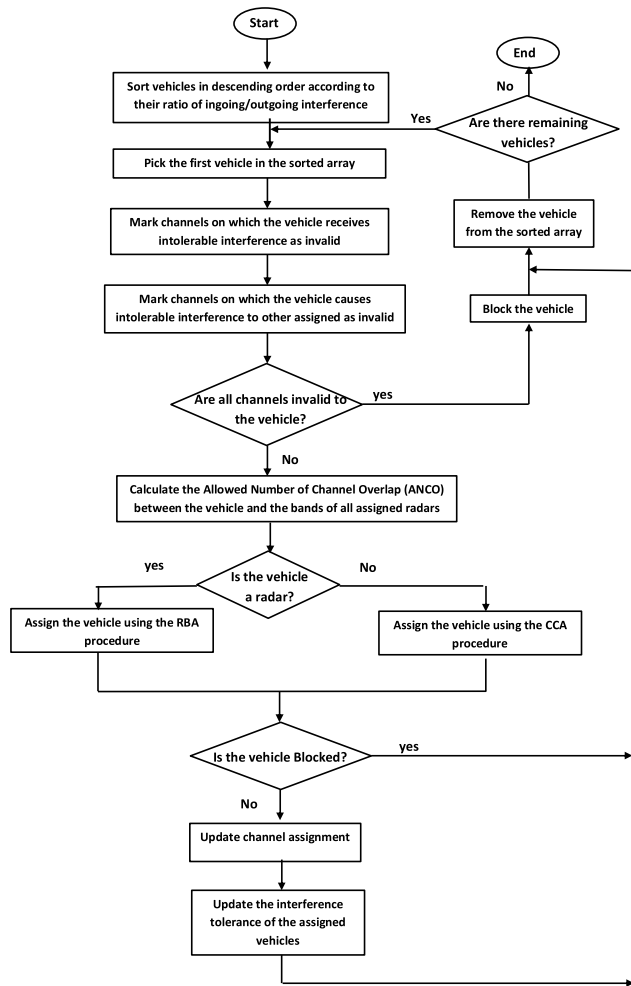 Start
Sort vehicles in descending order according to
their ratio of ingoing/outgoing interference
Pick the first vehicle in the sorted array
Mark channels on which the vehicle receives
intolerable interference as invalid
Mark channels on which the vehicle causes
intolerable interference to other assigned as invalid
Are all channels invalid to
the vehicle?
yes
No
Calculate the Allowed Number of Channel Overlap (ANCO)
between the vehicle and the bands of all assigned radars
Is the vehicle
a radar?
yes
No
Assign the vehicle using the RBA
procedure
Assign the vehicle using the CCA
procedure
Is the vehicle Blocked?
yes
No
Update channel assignment
Update the interference
tolerance of the assigned
vehicles
Block the vehicle
Remove the vehicle
from the sorted array
Are there remaining
vehicles?
Yes
No
End